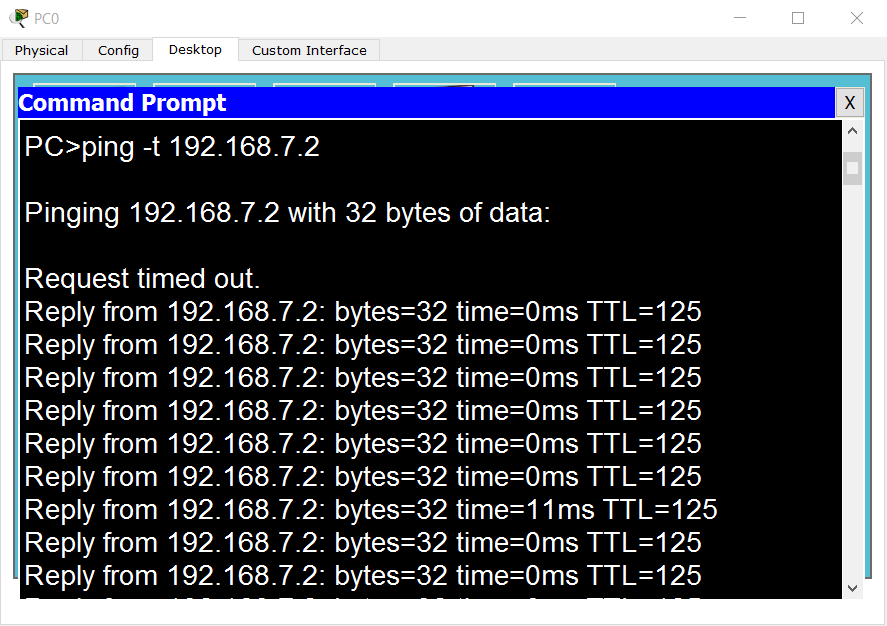 PC0
Physical Config Desktop Custom Interface
Command Prompt X
PC>ping -t 192.168.7.2
Pinging 192.168.7.2 with 32 bytes of data:
Request timed out.
Reply from 192.168.7.2: bytes=32 time=0ms TTL=125
Reply from 192.168.7.2: bytes=32 time=0ms TTL=125
Reply from 192.168.7.2: bytes=32 time=0ms TTL=125
Reply from 192.168.7.2: bytes=32 time=0ms TTL=125
Reply from 192.168.7.2: bytes=32 time=0ms TTL=125
Reply from 192.168.7.2: bytes=32 time=0ms TTL=125
Reply from 192.168.7.2: bytes=32 time=11ms TTL=125
Reply from 192.168.7.2: bytes=32 time=0ms TTL=125
Reply from 192.168.7.2: bytes=32 time=0ms TTL=125